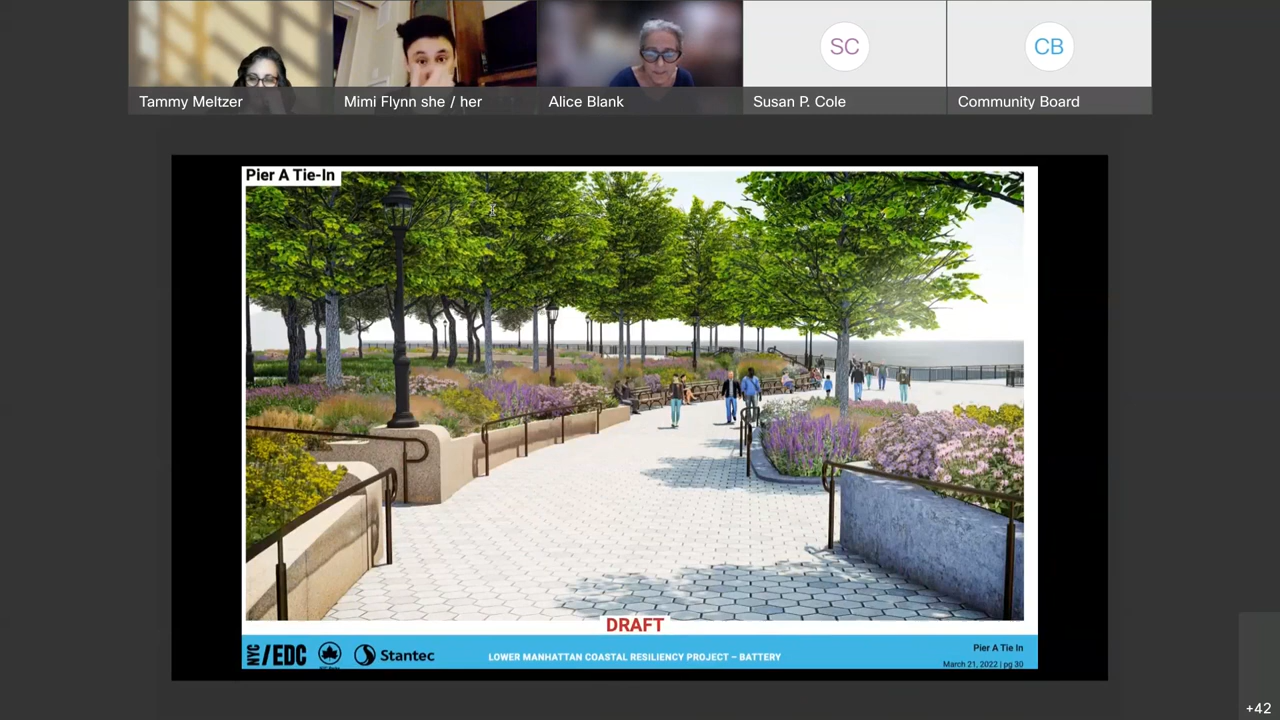 SC
CB
Tammy Meltzer
Mimi Flynn she / her
Alice Blank
Susan P. Cole
Community Board
Pier A Tie-In
DRAFT
NYC/EDC
Stantec
LOWER MANHATTAN COASTAL RESILIENCY PROJECT – BATTERY
Pier A Tie In
March 21, 2022 | pg 30
+42